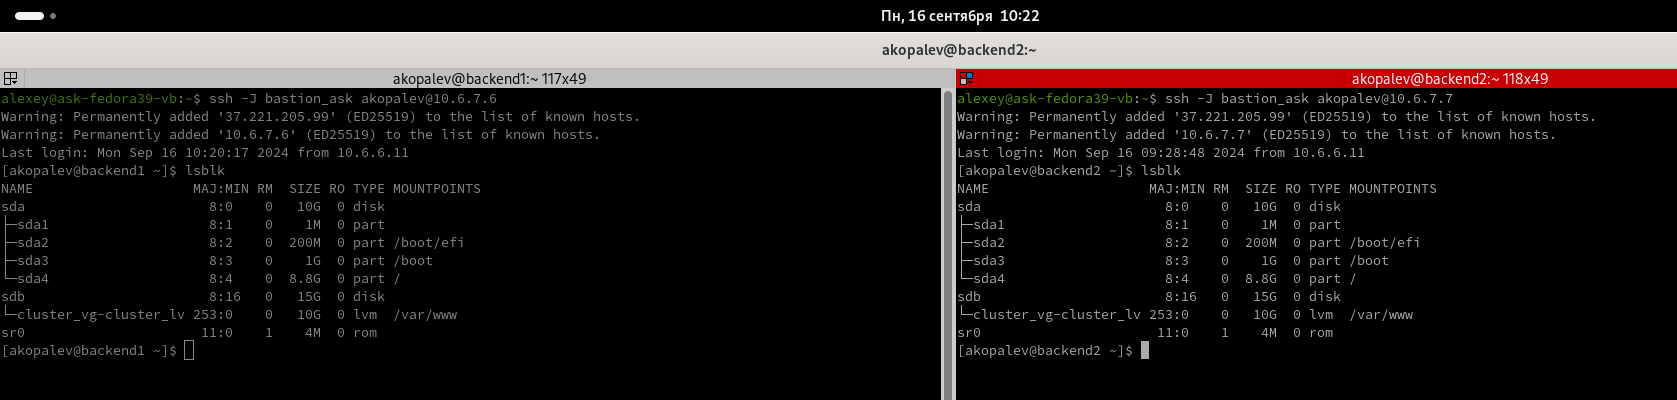 Пн, 16 сентября 10:22
akopalev@backend2:~
akopalev@backend1:~ 117x49
alexey@ask-fedora39-vb:~$ ssh -J bastion_ask akopalev@10.6.7.6
Warning: Permanently added '37.221.205.99' (ED25519) to the list of known hosts.
Warning: Permanently added '10.6.7.6' (ED25519) to the list of known hosts.
Last login: Mon Sep 16 10:20:17 2024 from 10.6.6.11
[akopalev@backend1 ~]$ lsblk
NAME                    MAJ:MIN RM  SIZE RO TYPE MOUNTPOINTS
sda                       8:0    0   10G  0 disk
├─sda1                    8:1    0    1M  0 part
├─sda2                    8:2    0  200M  0 part /boot/efi
├─sda3                    8:3    0    1G  0 part /boot
└─sda4                    8:4    0  8.8G  0 part /
sdb                       8:16   0   15G  0 disk
└─cluster_vg-cluster_lv 253:0    0   10G  0 lvm  /var/www
sr0                      11:0    1    4M  0 rom
[akopalev@backend1 ~]$
akopalev@backend2:~ 118x49
alexey@ask-fedora39-vb:~$ ssh -J bastion_ask akopalev@10.6.7.7
Warning: Permanently added '37.221.205.99' (ED25519) to the list of known hosts.
Warning: Permanently added '10.6.7.7' (ED25519) to the list of known hosts.
Last login: Mon Sep 16 09:28:48 2024 from 10.6.6.11
[akopalev@backend2 ~]$ lsblk
NAME                    MAJ:MIN RM  SIZE RO TYPE MOUNTPOINTS
sda                       8:0    0   10G  0 disk
├─sda1                    8:1    0    1M  0 part
├─sda2                    8:2    0  200M  0 part /boot/efi
├─sda3                    8:3    0    1G  0 part /boot
└─sda4                    8:4    0  8.8G  0 part /
sdb                       8:16   0   15G  0 disk
└─cluster_vg-cluster_lv 253:0    0   10G  0 lvm  /var/www
sr0                      11:0    1    4M  0 rom
[akopalev@backend2 ~]$